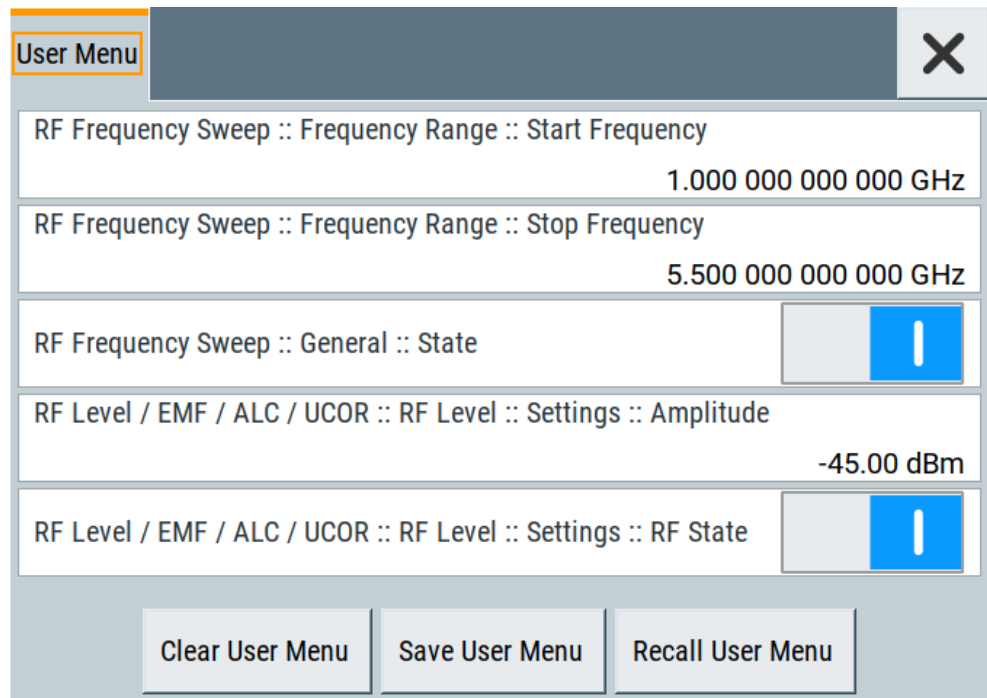 User Menu
RF Frequency Sweep :: Frequency Range :: Start Frequency
1.000 000 000 000 GHz
RF Frequency Sweep :: Frequency Range :: Stop Frequency
5.500 000 000 000 GHz
RF Frequency Sweep :: General :: State
RF Level / EMF / ALC / UCOR :: RF Level :: Settings :: Amplitude
-45.00 dBm
RF Level / EMF / ALC / UCOR :: RF Level :: Settings :: RF State
Clear User Menu Save User Menu Recall User Menu